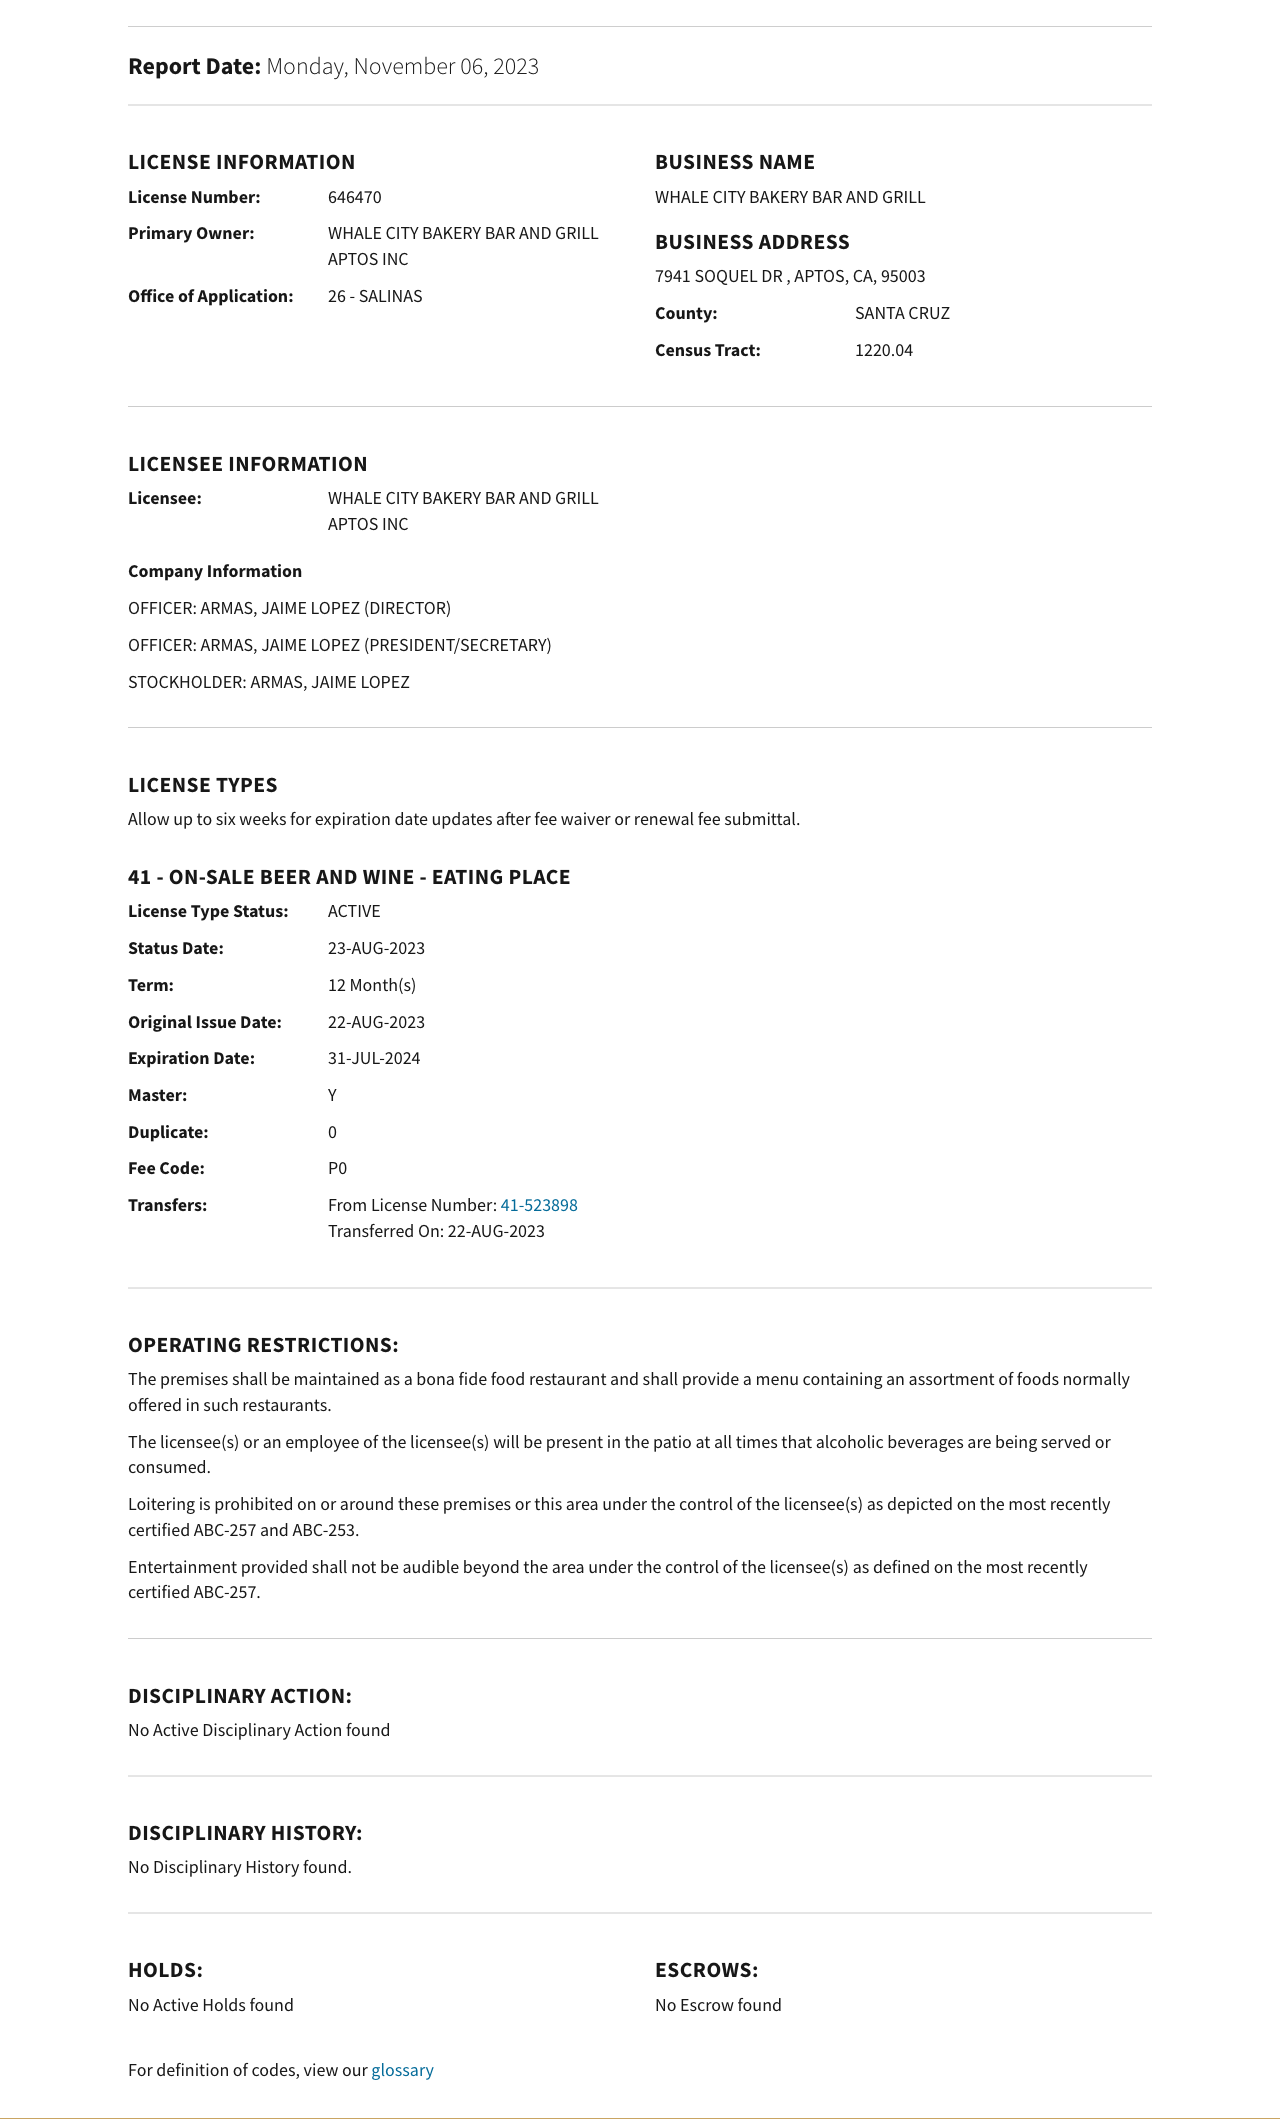 Report Date: Monday, November 06, 2023
LICENSE INFORMATION
License Number: 646470
Primary Owner: WHALE CITY BAKERY BAR AND GRILL
APTOS INC
Office of Application: 26 - SALINAS
BUSINESS NAME
WHALE CITY BAKERY BAR AND GRILL
BUSINESS ADDRESS
7941 SOQUEL DR , APTOS, CA, 95003
County: SANTA CRUZ
Census Tract: 1220.04
LICENSEE INFORMATION
Licensee: WHALE CITY BAKERY BAR AND GRILL
APTOS INC
Company Information
OFFICER: ARMAS, JAIME LOPEZ (DIRECTOR)
OFFICER: ARMAS, JAIME LOPEZ (PRESIDENT/SECRETARY)
STOCKHOLDER: ARMAS, JAIME LOPEZ
LICENSE TYPES
Allow up to six weeks for expiration date updates after fee waiver or renewal fee submittal.
41 - ON-SALE BEER AND WINE - EATING PLACE
License Type Status: ACTIVE
Status Date: 23-AUG-2023
Term: 12 Month(s)
Original Issue Date: 22-AUG-2023
Expiration Date: 31-JUL-2024
Master: Y
Duplicate: 0
Fee Code: P0
Transfers: From License Number: 41-523898
Transferred On: 22-AUG-2023
OPERATING RESTRICTIONS:
The premises shall be maintained as a bona fide food restaurant and shall provide a menu containing an assortment of foods normally
offered in such restaurants.
The licensee(s) or an employee of the licensee(s) will be present in the patio at all times that alcoholic beverages are being served or
consumed.
Loitering is prohibited on or around these premises or this area under the control of the licensee(s) as depicted on the most recently
certified ABC-257 and ABC-253.
Entertainment provided shall not be audible beyond the area under the control of the licensee(s) as defined on the most recently
certified ABC-257.
DISCIPLINARY ACTION:
No Active Disciplinary Action found
DISCIPLINARY HISTORY:
No Disciplinary History found.
HOLDS:
No Active Holds found
ESCROWS:
No Escrow found
For definition of codes, view our glossary